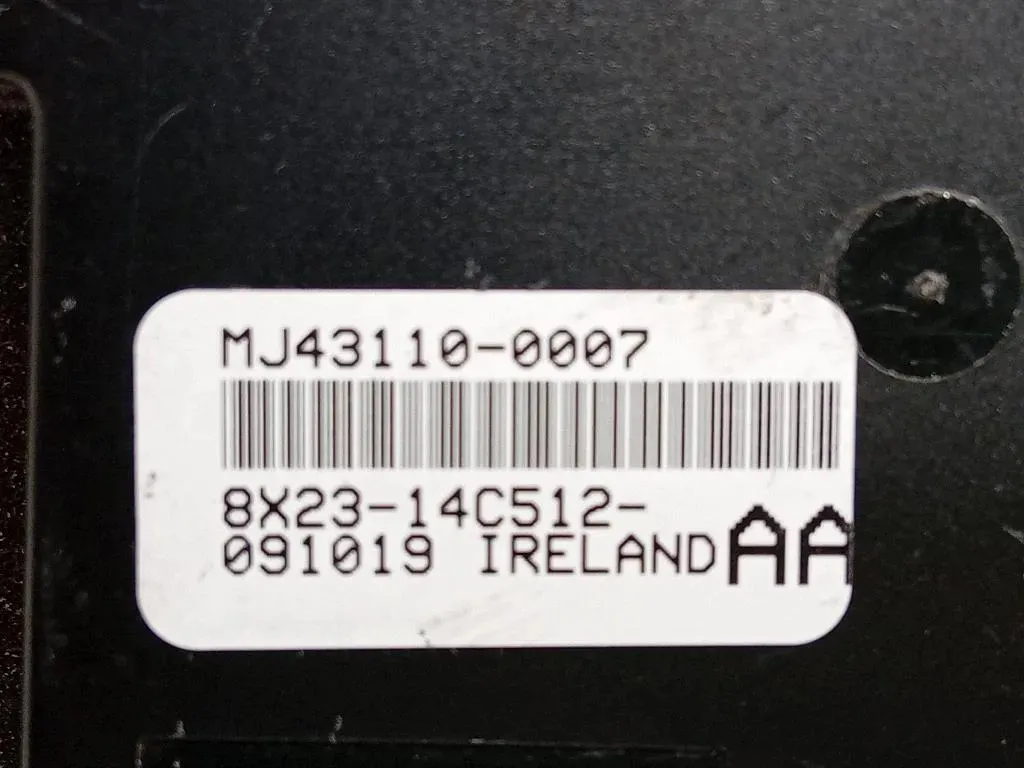 MJ43110-0007
8X23-14C512-
091019 IRELAND AA